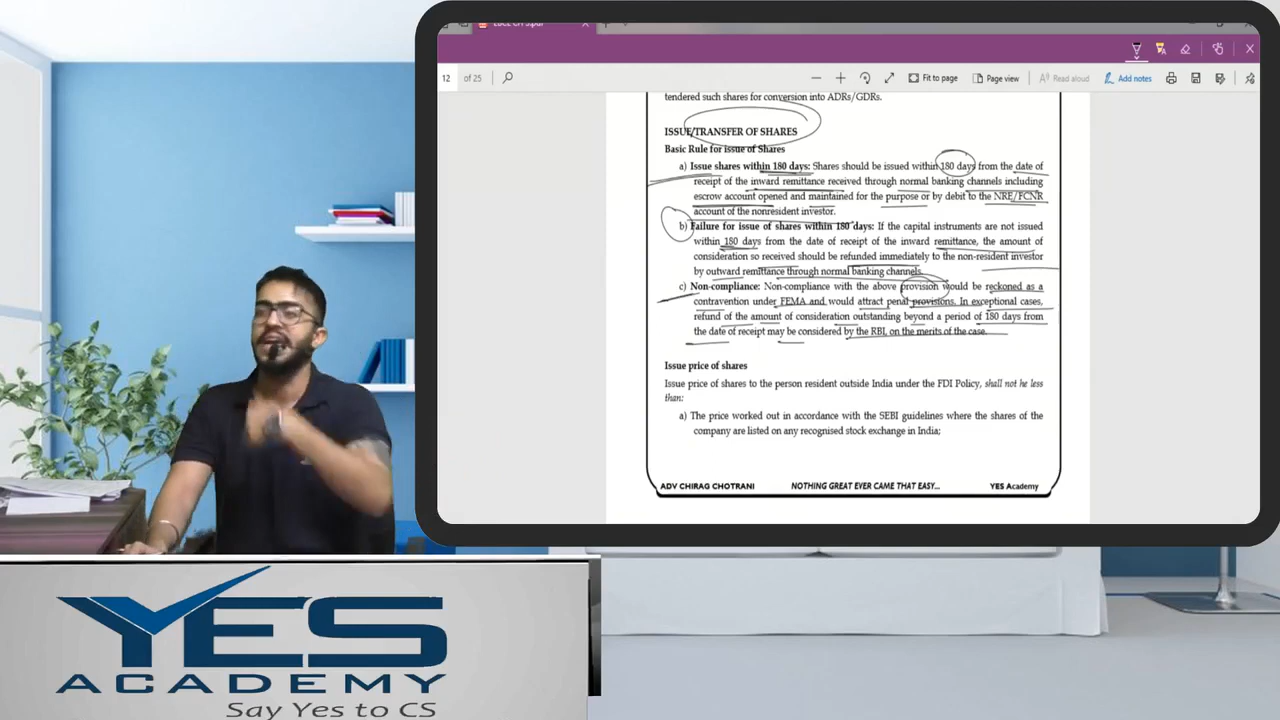 12 of 25
Fit to page
Page view
Read aloud
Add notes
tendered such shares for conversion into ADRs/GDRs.
ISSUE/TRANSFER OF SHARES
Basic Rule for issue of Shares
a) Issue shares within 180 days: Shares should be issued within 180 days from the date of
receipt of the inward remittance received through normal banking channels including
escrow account opened and maintained for the purpose or by debit to the NRE/FCNR
account of the nonresident investor.
b) Failure for issue of shares within 180 days: If the capital instruments are not issued
within 180 days from the date of receipt of the inward remittance, the amount of
consideration so received should be refunded immediately to the non-resident investor
by outward remittance through normal banking channels.
c) Non-compliance: Non-compliance with the above provision would be reckoned as a
contravention under FEMA and would attract penal provisions. In exceptional cases,
refund of the amount of consideration outstanding beyond a period of 180 days from
the date of receipt may be considered by the RBI, on the merits of the case.
Issue price of shares
Issue price of shares to the person resident outside India under the FDI Policy, shall not he less
than:
a) The price worked out in accordance with the SEBI guidelines where the shares of the
company are listed on any recognised stock exchange in India;
ADV CHIRAG CHOTRANI NOTHING GREAT EVER CAME THAT EASY... YES Academy
YES
ACADEMY
Say Yes to CS